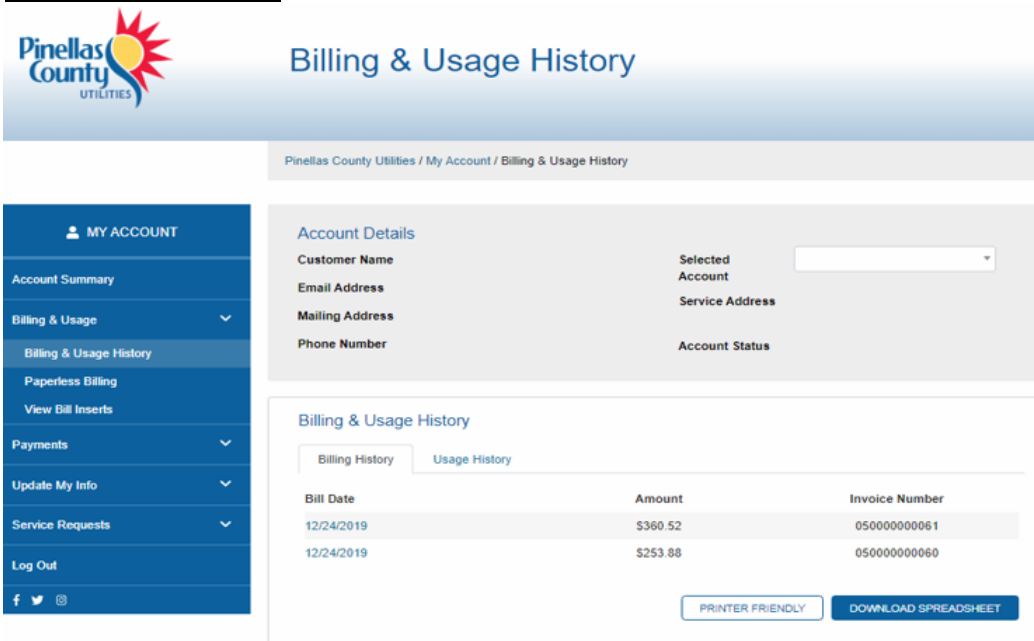 Pinellas
County
UTILITIES
Billing & Usage History
Pinellas County Utilities / My Account / Billing & Usage History
MY ACCOUNT
Account Summary
Billing & Usage
Billing & Usage History
Paperless Billing
View Bill Inserts
Payments
Update My Info
Service Requests
Log Out
Account Details
Customer Name
Email Address
Mailing Address
Phone Number
Selected
Account
Service Address
Account Status
Billing & Usage History
Billing History Usage History
Bill Date Amount Invoice Number
12/24/2019 $360.52 050000000061
12/24/2019 $253.88 050000000060
PRINTER FRIENDLY DOWNLOAD SPREADSHEET